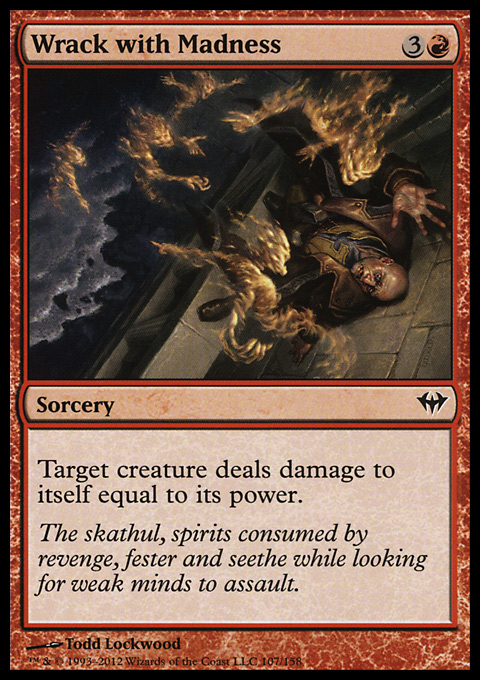 Wrack with Madness 3
Sorcery
Target creature deals damage to
itself equal to its power.
The skathul, spirits consumed by
revenge, fester and seethe while looking
for weak minds to assault.
Todd Lockwood
™ & © 1993–2012 Wizards of the Coast LLC 107/158